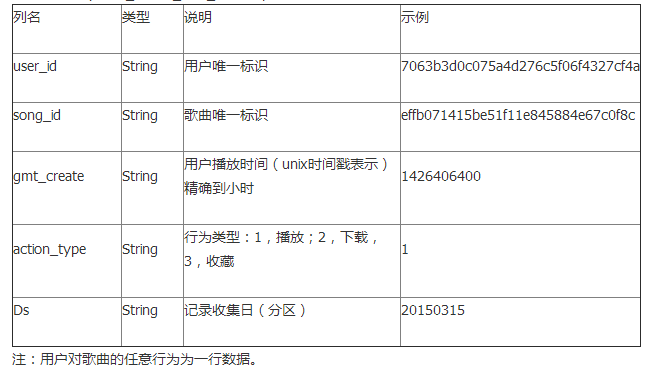 列名 类型 说明 示例
user_id String 用户唯一标识 7063b3d0c075a4d276c5f06f4327cf4a
song_id String 歌曲唯一标识 effb071415be51f11e845884e67c0f8c
gmt_create String 用户播放时间（unix时间戳表示）精确到小时 1426406400
action_type String 行为类型：1，播放；2，下载，3，收藏 1
Ds String 记录收集日（分区） 20150315
注：用户对歌曲的任意行为为一行数据。